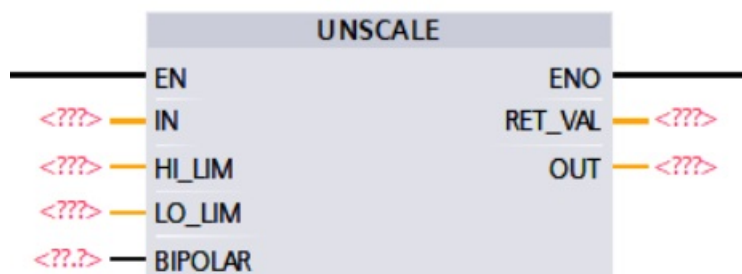 UNSCALE
EN ENO
<???> IN RET_VAL <???>
<???> HI_LIM OUT <???>
<???> LO_LIM
<??.?> BIPOLAR